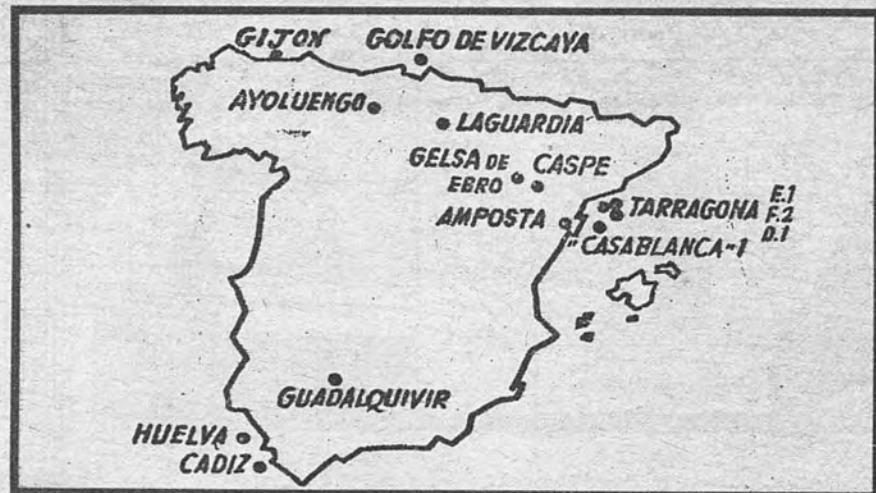 GIJON
GOLFO DE VIZCAYA
AYOLUENGO
LAGUARDIA
GELSA DE
EBRO
CASPE
AMPOSTA
TARRAGONA
E.1
F.2
D.1
"CASABLANCA-1
GUADALQUIVIR
HUELVA
CADIZ